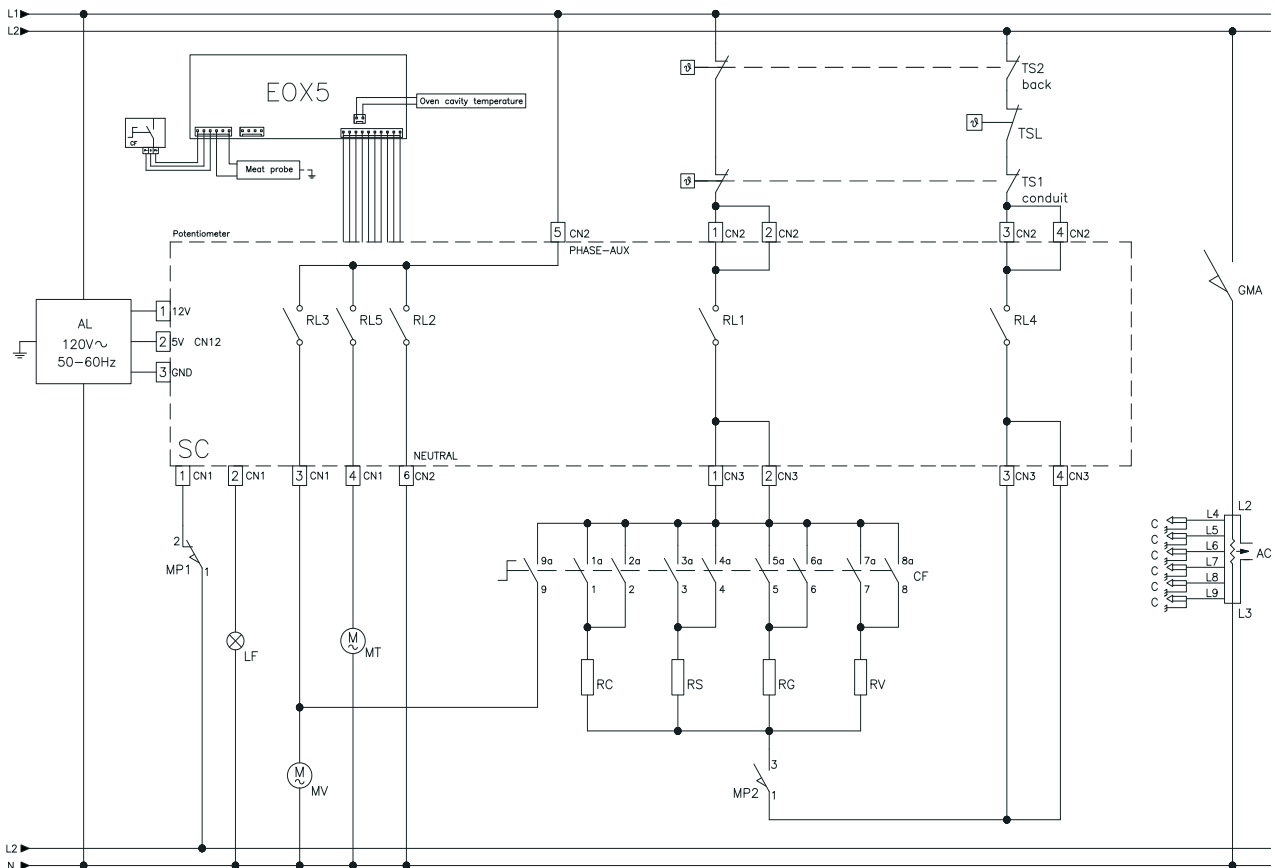 L1
L2
EOX5
Oven cavity temperature
CF
Meat probe
ϑ
TS2
back
ϑ
TSL
ϑ
TS1
conduit
Potentiometer
5 CN2
PHASE-AUX
1 CN2
2 CN2
3 CN2
4 CN2
GMA
AL
120V~
50-60Hz
1 12V
2 5V CN12
3 GND
RL3
RL5
RL2
RL1
RL4
SC
NEUTRAL
1 CN1
2 CN1
3 CN1
4 CN1
6 CN2
1 CN3
2 CN3
3 CN3
4 CN3
2
MP1
1
9a
1a
2a
3a
4a
5a
6a
7a
8a
CF
9
1
2
3
4
5
6
7
8
L2
C L4
C L5
C L6
C L7
C L8
C L9
AC
L3
LF
M
~
MT
RC
RS
RG
RV
M
~
MV
3
MP2
1
L2
N